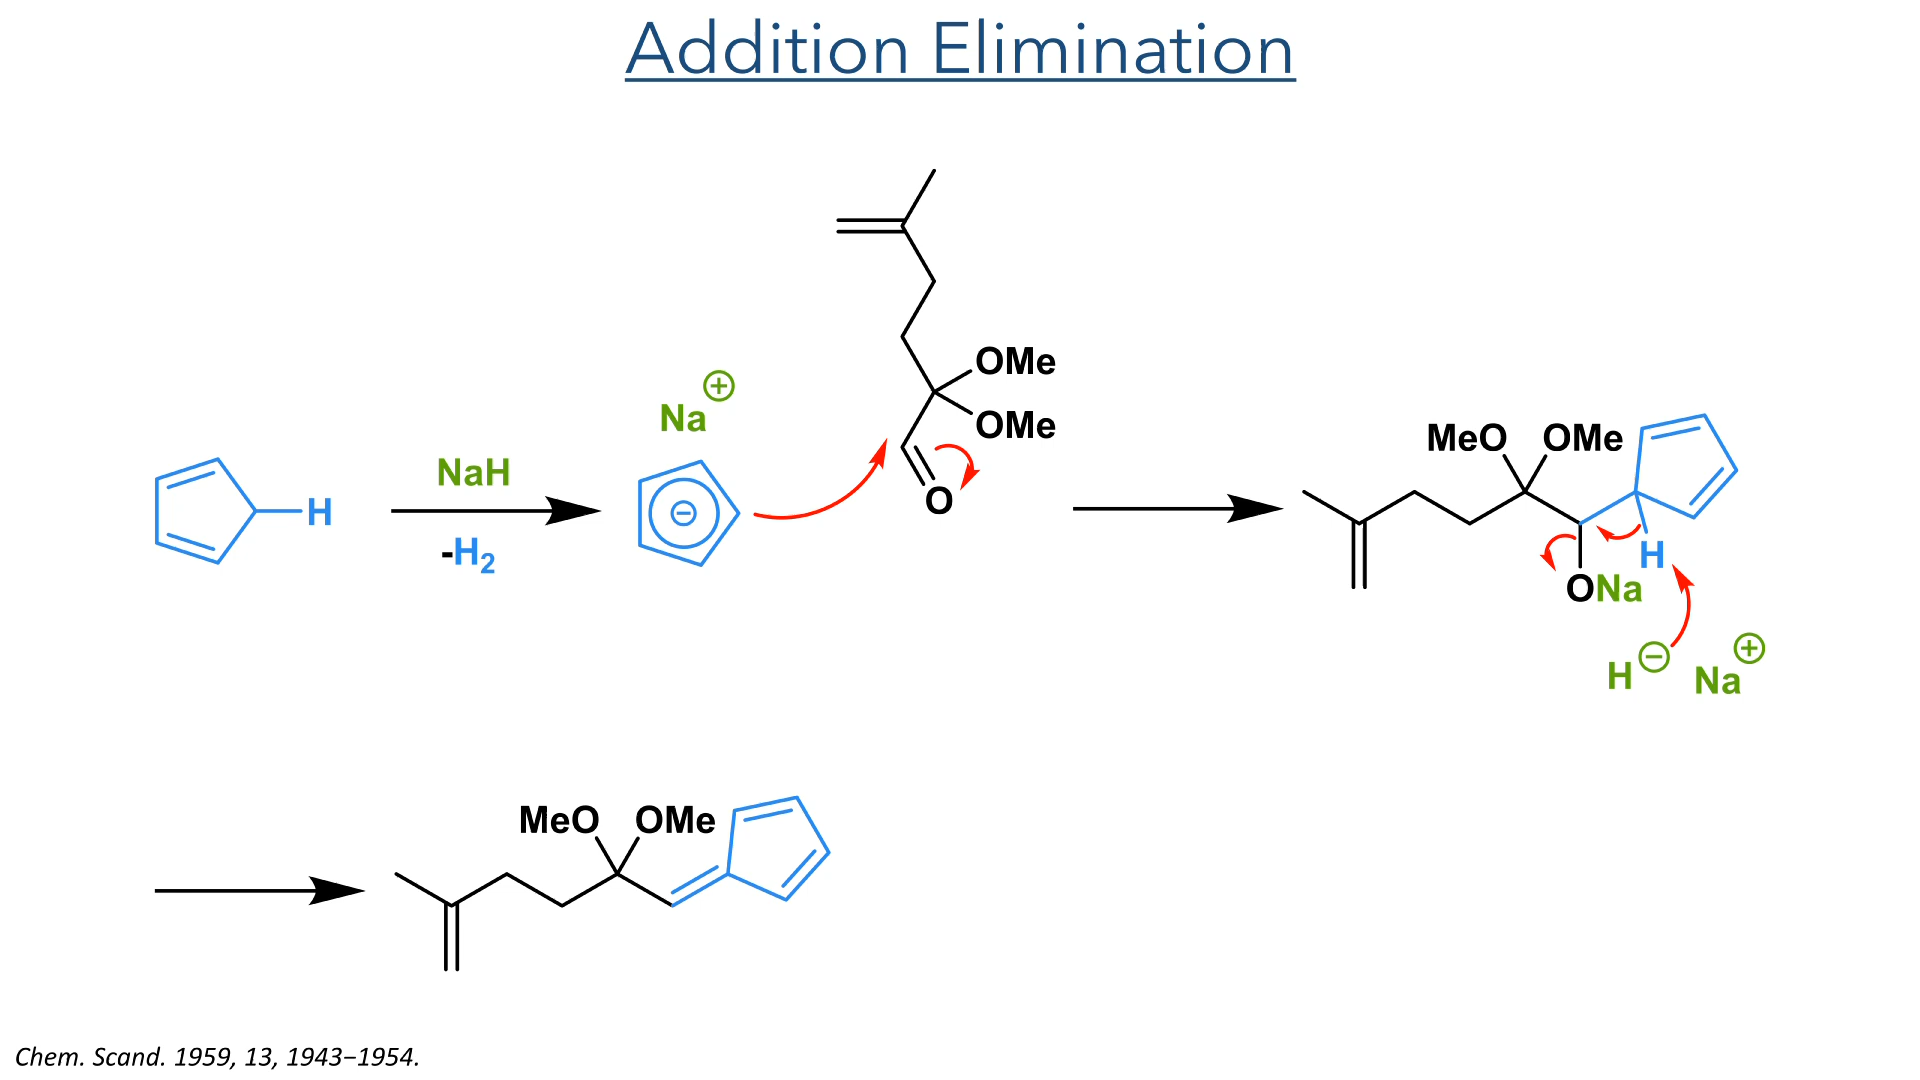 Addition Elimination
OMe
OMe
O
Na⊕
⊖
H
NaH
-H₂
MeO OMe
H
ONa
H⊖ Na⊕
MeO OMe
Chem. Scand. 1959, 13, 1943–1954.